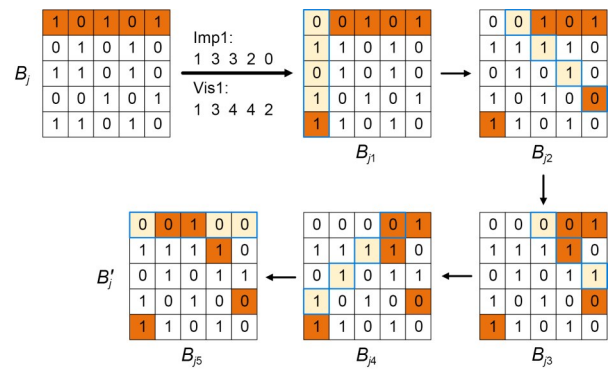 1 0 1 0 1
0 1 0 1 0
1 1 0 1 0
0 0 1 0 1
1 1 0 1 0
Bj
Imp1:
1 3 3 2 0
Vis1:
1 3 4 4 2
0 0 1 0 1
1 1 0 1 0
0 1 0 1 0
1 0 1 0 1
1 1 0 1 0
Bj1
0 0 1 0 1
1 1 1 1 0
0 1 0 1 0
1 0 1 0 0
1 1 0 1 0
Bj2
0 0 1 0 0
1 1 1 1 0
0 1 0 1 1
1 0 1 0 0
1 1 0 1 0
B'j
Bj5
0 0 0 0 1
1 1 1 1 0
0 1 0 1 1
1 0 1 0 0
1 1 0 1 0
Bj4
0 0 0 0 1
1 1 1 1 0
0 1 0 1 1
1 0 1 0 0
1 1 0 1 0
Bj3